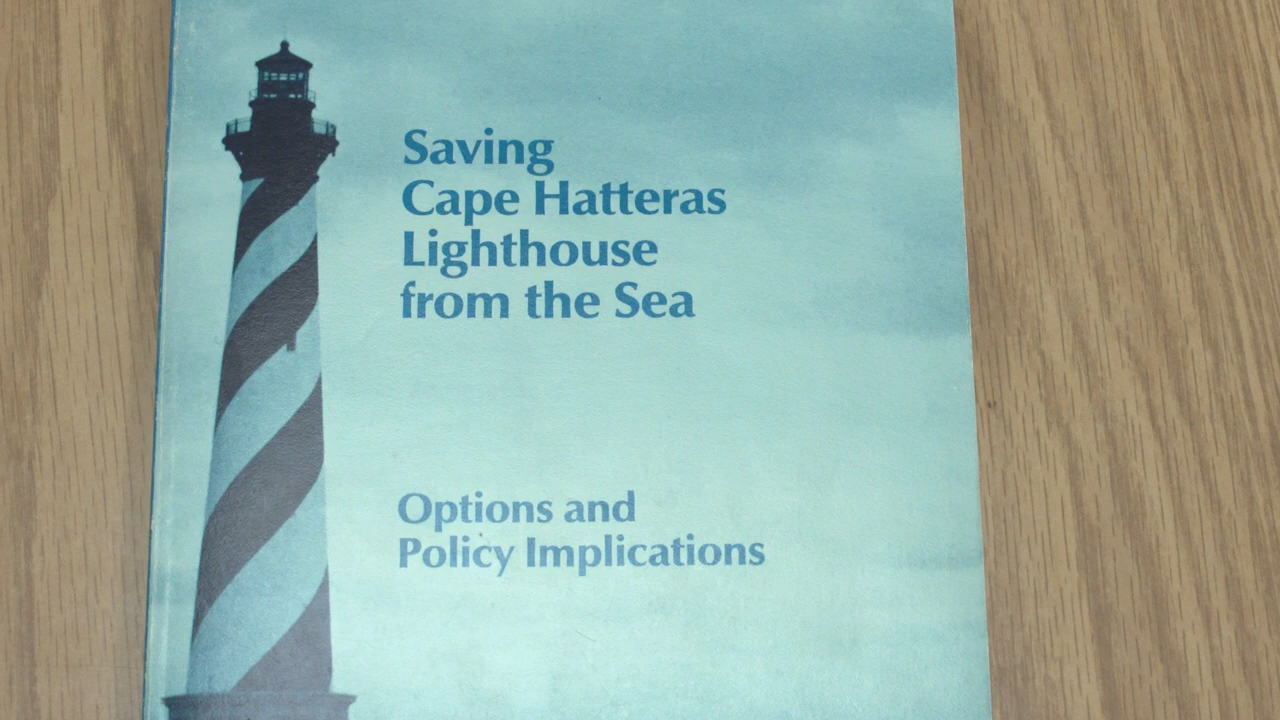 Saving
Cape Hatteras
Lighthouse
from the Sea
Options and
Policy Implications